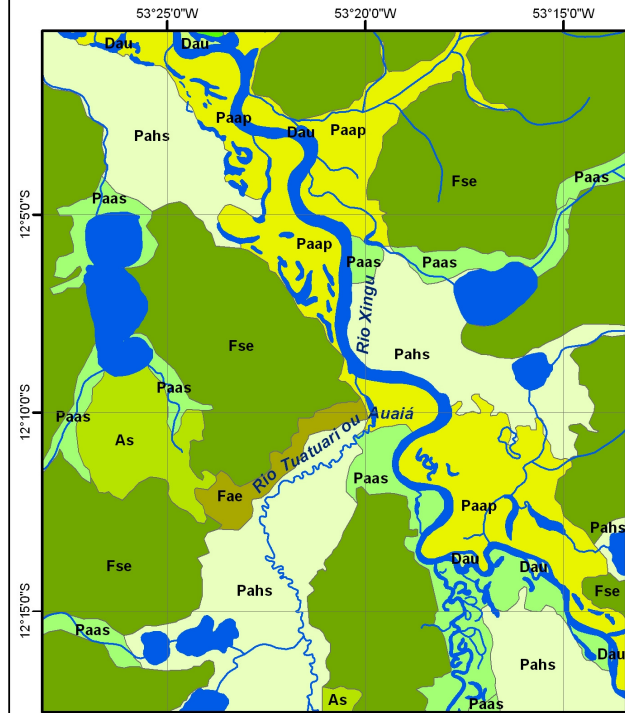 53°25'0"W 53°20'0"W 53°15'0"W
Dau Dau
Paap Dau Paap
Pahs
Fse Paas
Paas
12°5'0"S
Paap
Paas Paas
Rio Xingu
Fse
Pahs
Paas
Paas
12°10'0"S
Rio Tuatuari ou Auaiá
As
Paas
Fae
Paap
Pahs
Dau
Dau
Fse
Pahs
Fse
12°15'0"S
Paas
Dau
Pahs
As
Paas